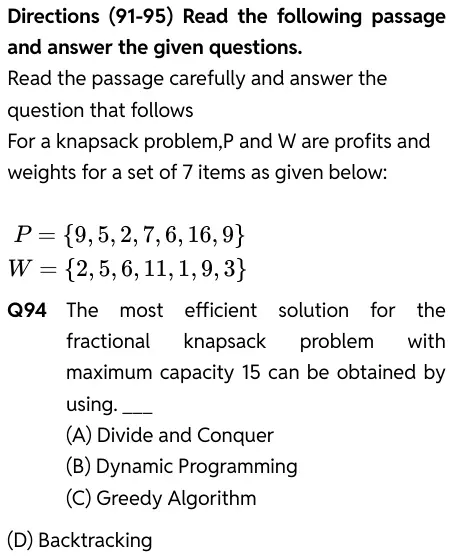 Directions (91-95) Read the following passage
and answer the given questions.
Read the passage carefully and answer the
question that follows
For a knapsack problem,P and W are profits and
weights for a set of 7 items as given below:
P = {9, 5, 2, 7, 6, 16, 9}
W = {2, 5, 6, 11, 1, 9, 3}
Q94 The most efficient solution for the
fractional knapsack problem with
maximum capacity 15 can be obtained by
using. ___
(A) Divide and Conquer
(B) Dynamic Programming
(C) Greedy Algorithm
(D) Backtracking